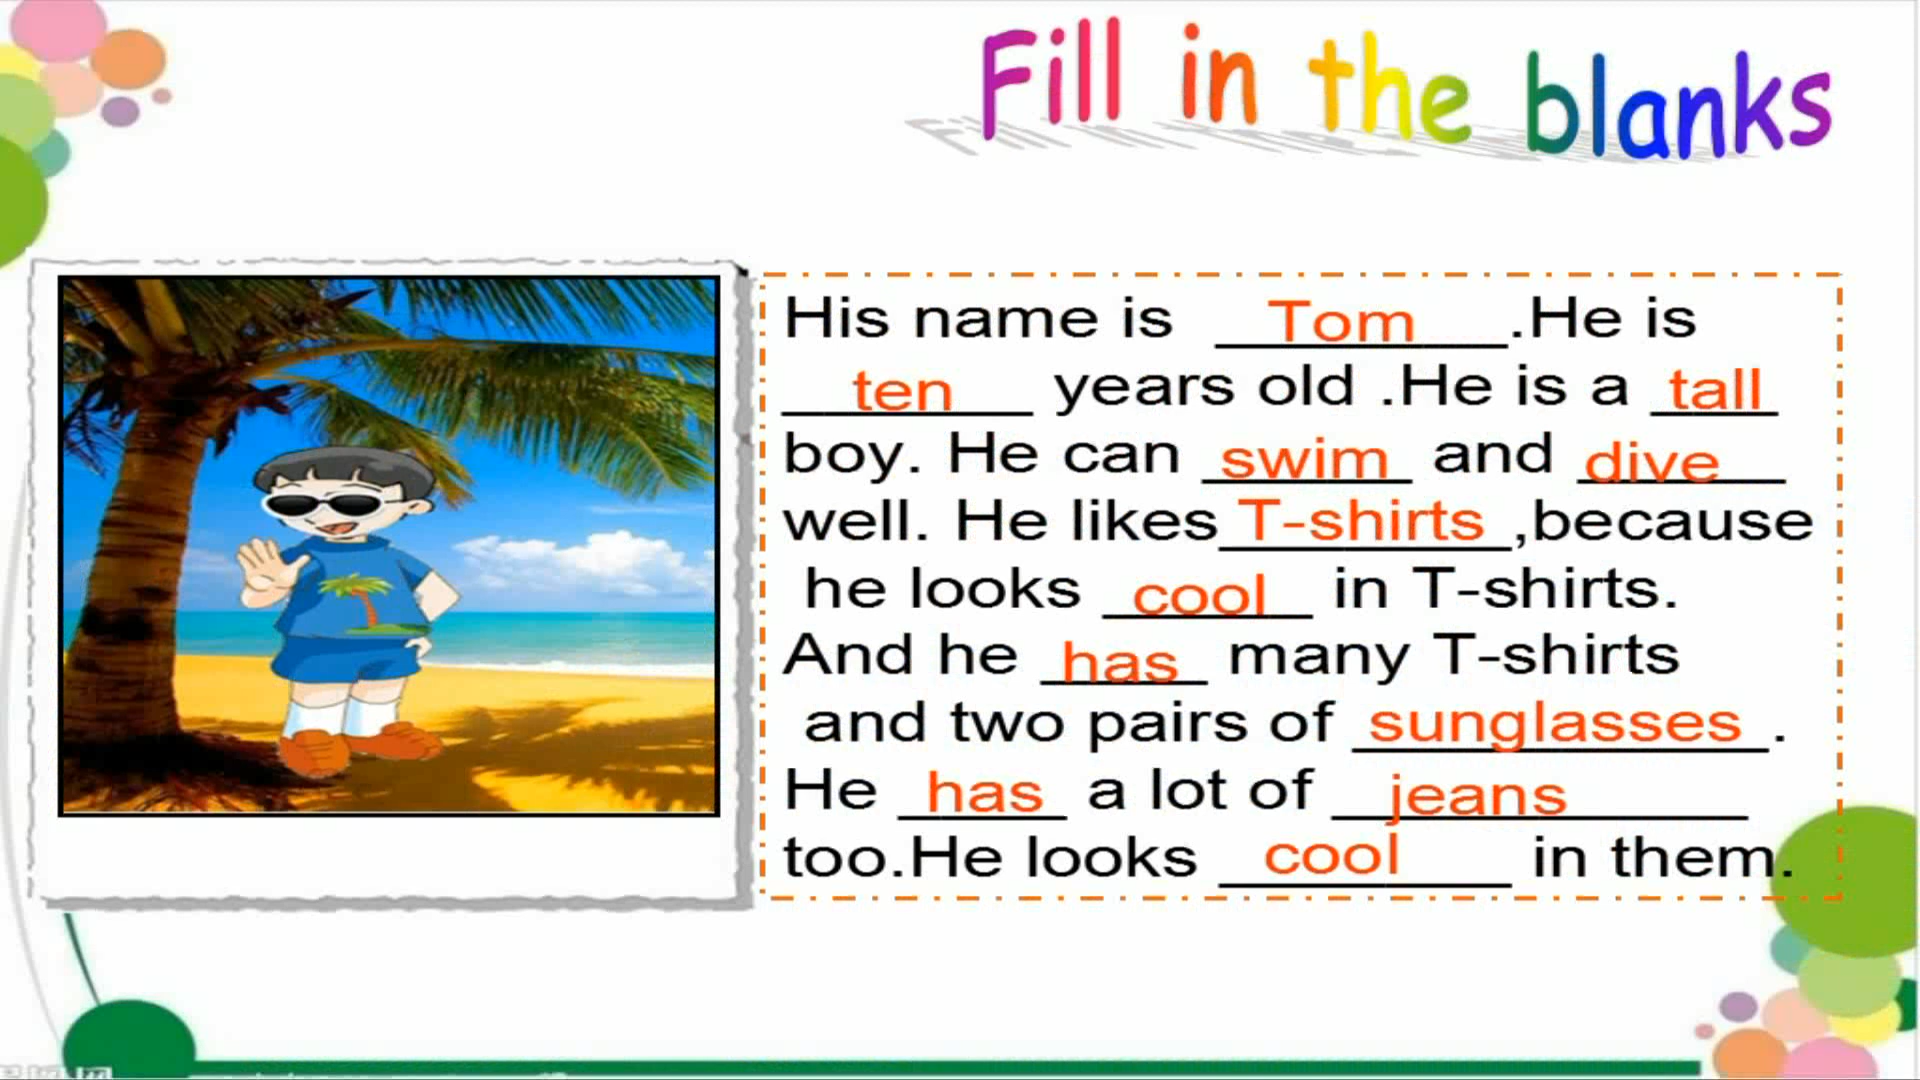 Fill in the blanks
His name is Tom.He is
ten years old .He is a tall
boy. He can swim and dive
well. He likes T-shirts,because
he looks cool in T-shirts.
And he has many T-shirts
and two pairs of sunglasses.
He has a lot of jeans
too.He looks cool in them.